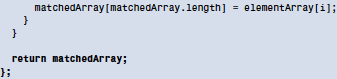 matchedArray[matchedArray.length] = elementArray[i];
}
}
return matchedArray;
};